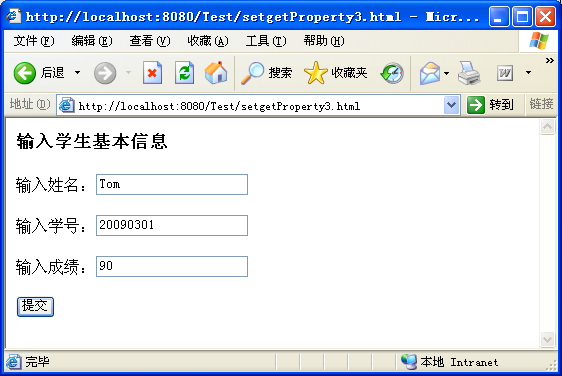 http://localhost:8080/Test/setgetProperty3.html - Micr...
文件(F) 编辑(E) 查看(V) 收藏(A) 工具(T) 帮助(H)
后退 搜索 收藏夹 »
地址(D) http://localhost:8080/Test/setgetProperty3.html 转到 链接
输入学生基本信息
输入姓名：Tom
输入学号：20090301
输入成绩：90
提交
完毕 本地 Intranet